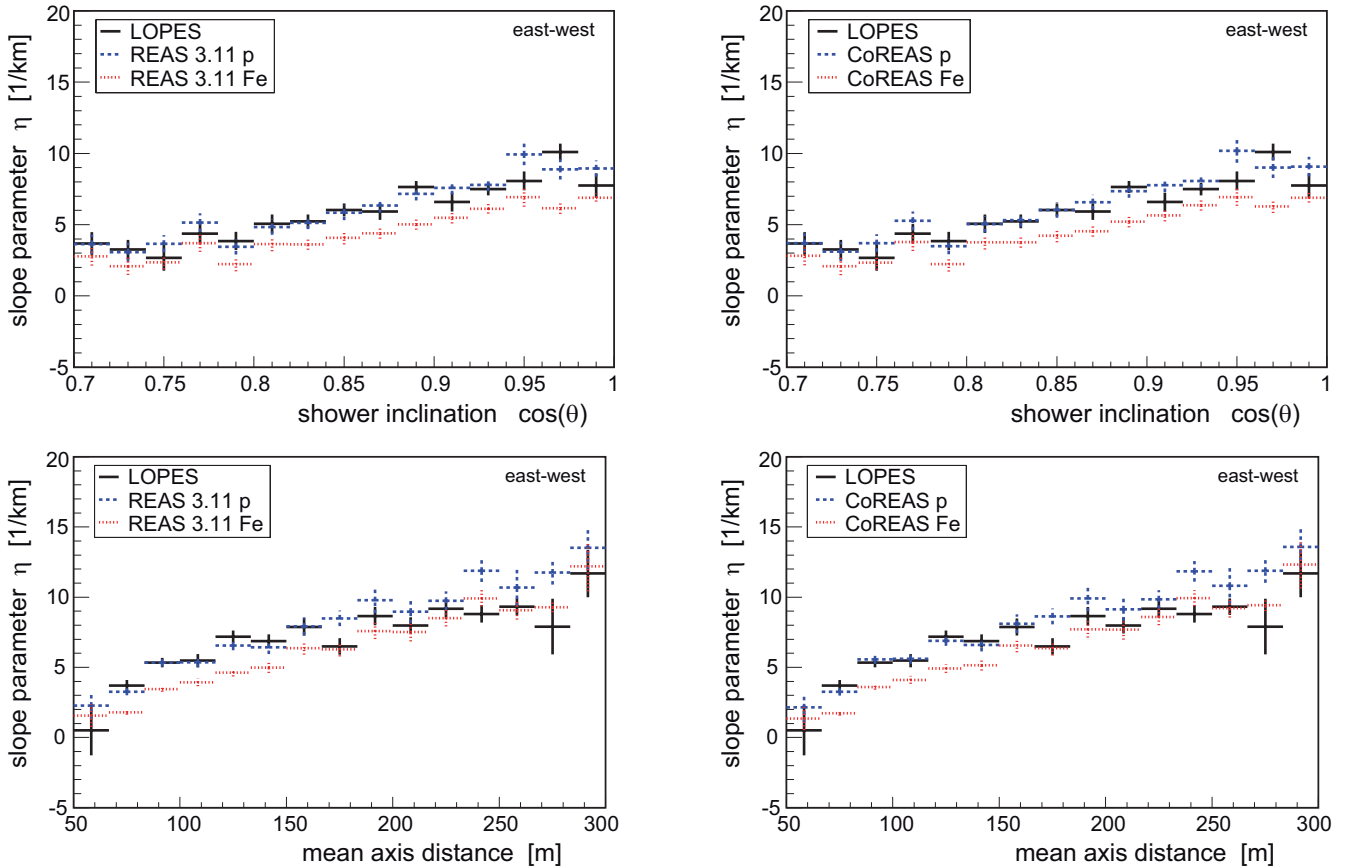 20
15
10
5
0
-5
slope parameter η [1/km]
LOPES
REAS 3.11 p
REAS 3.11 Fe
east-west
0.7 0.75 0.8 0.85 0.9 0.95 1
shower inclination cos(θ)
20
15
10
5
0
-5
slope parameter η [1/km]
LOPES
CoREAS p
CoREAS Fe
east-west
0.7 0.75 0.8 0.85 0.9 0.95 1
shower inclination cos(θ)
20
15
10
5
0
-5
slope parameter η [1/km]
LOPES
REAS 3.11 p
REAS 3.11 Fe
east-west
50 100 150 200 250 300
mean axis distance [m]
20
15
10
5
0
-5
slope parameter η [1/km]
LOPES
CoREAS p
CoREAS Fe
east-west
50 100 150 200 250 300
mean axis distance [m]